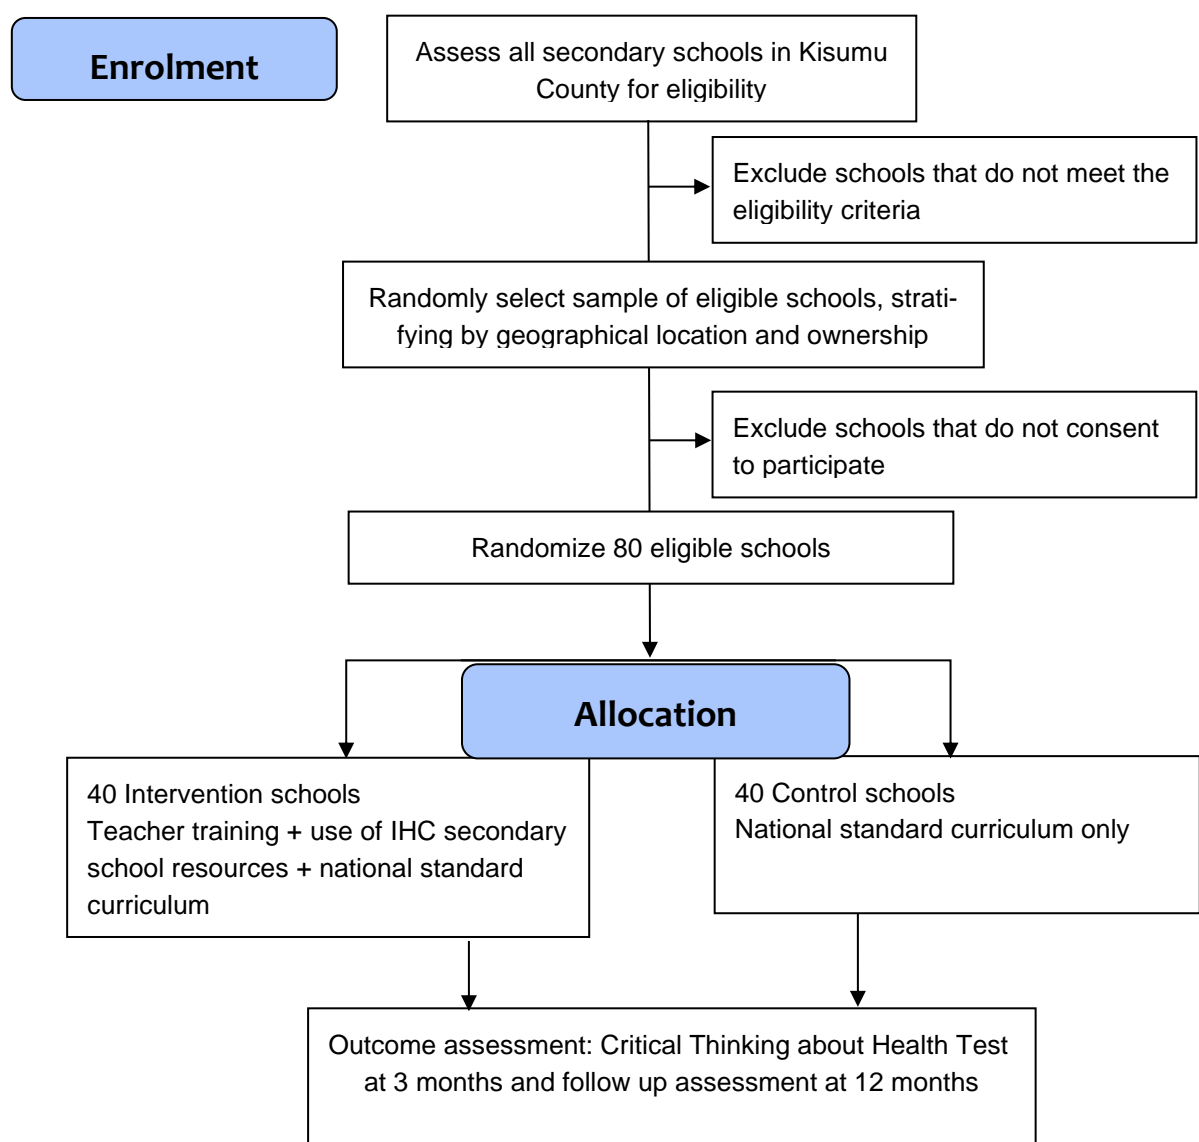 Enrolment
Assess all secondary schools in Kisumu
County for eligibility
Exclude schools that do not meet the
eligibility criteria
Randomly select sample of eligible schools, strati-
fying by geographical location and ownership
Exclude schools that do not consent
to participate
Randomize 80 eligible schools
Allocation
40 Intervention schools
Teacher training + use of IHC secondary
school resources + national standard
curriculum
40 Control schools
National standard curriculum only
Outcome assessment: Critical Thinking about Health Test
at 3 months and follow up assessment at 12 months